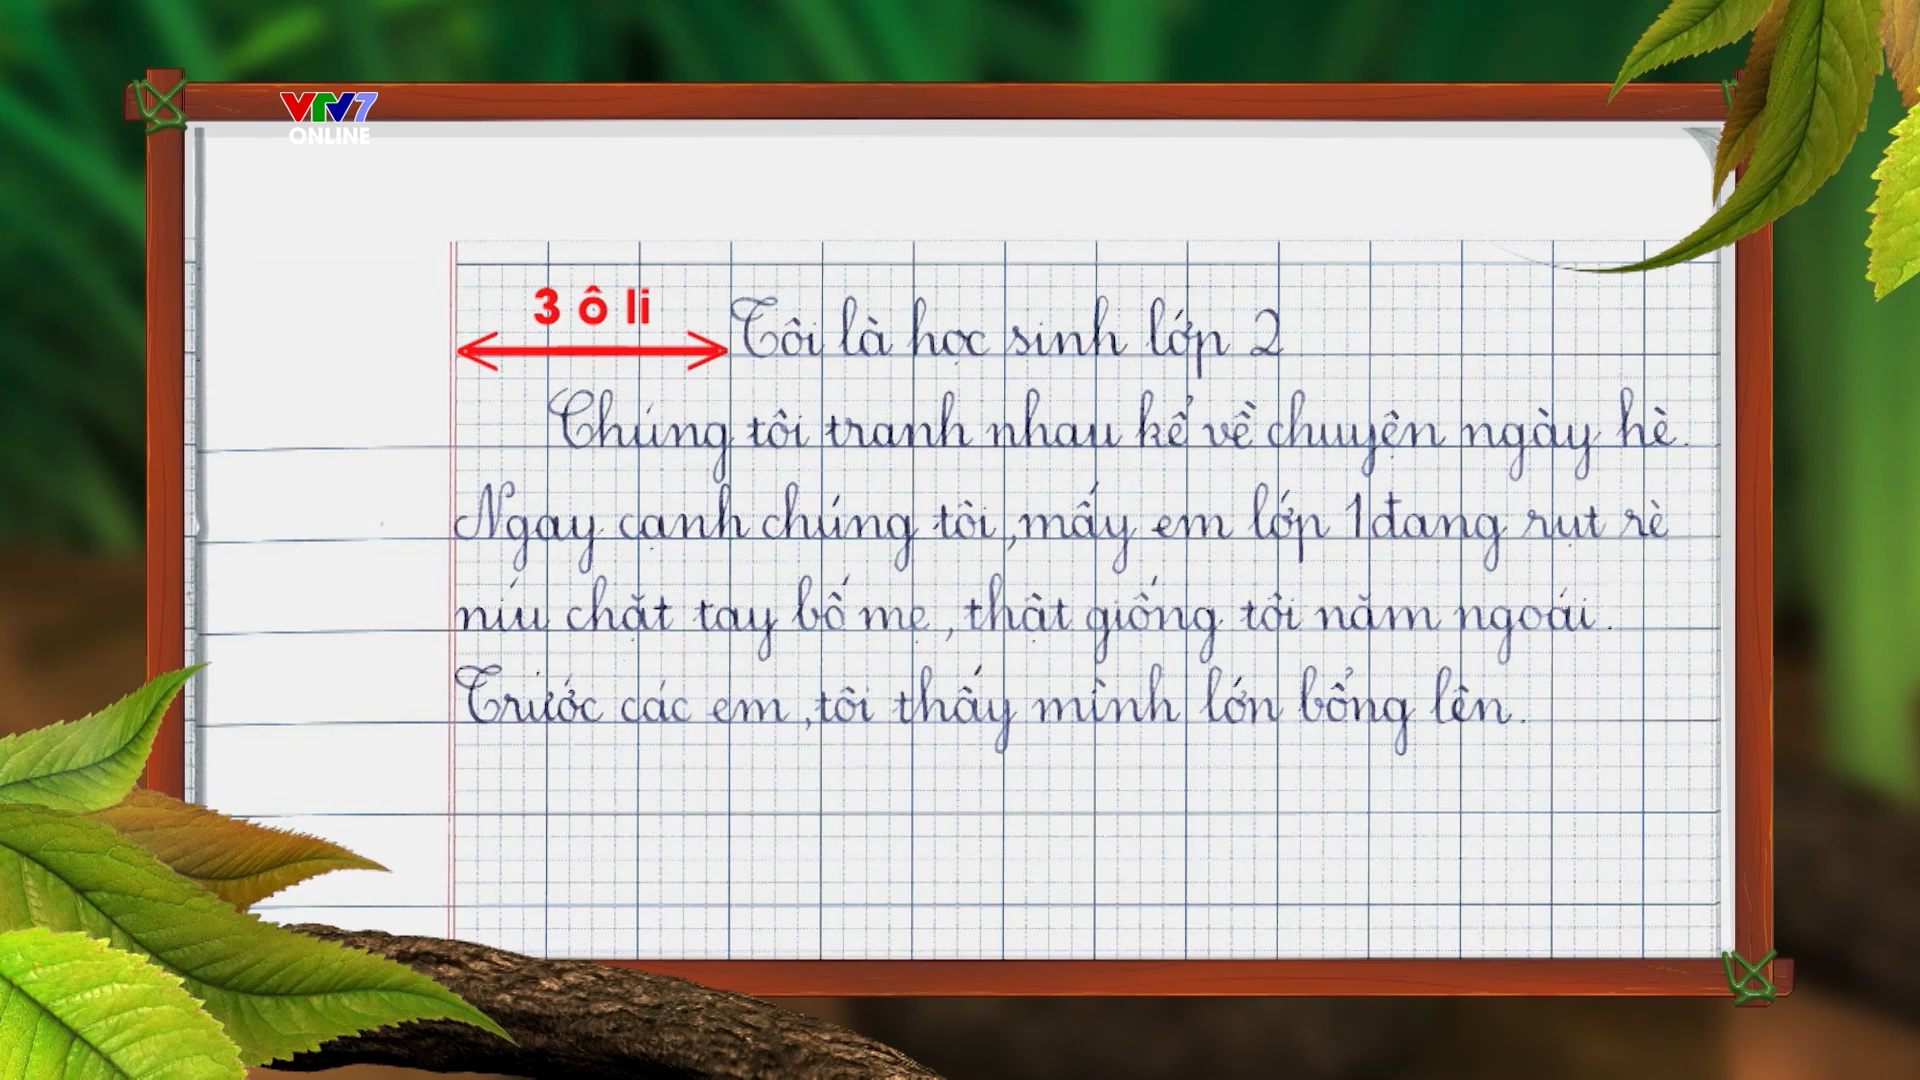 VTV7
ONLINE
3 ô li
Tôi là học sinh lớp 2
Chúng tôi tranh nhau kể về chuyện ngày hè.
Ngay cạnh chúng tôi, mấy em lớp 1 đang rụt rè
níu chặt tay bố mẹ, thật giống tôi năm ngoái.
Trước các em, tôi thấy mình lớn bổng lên.